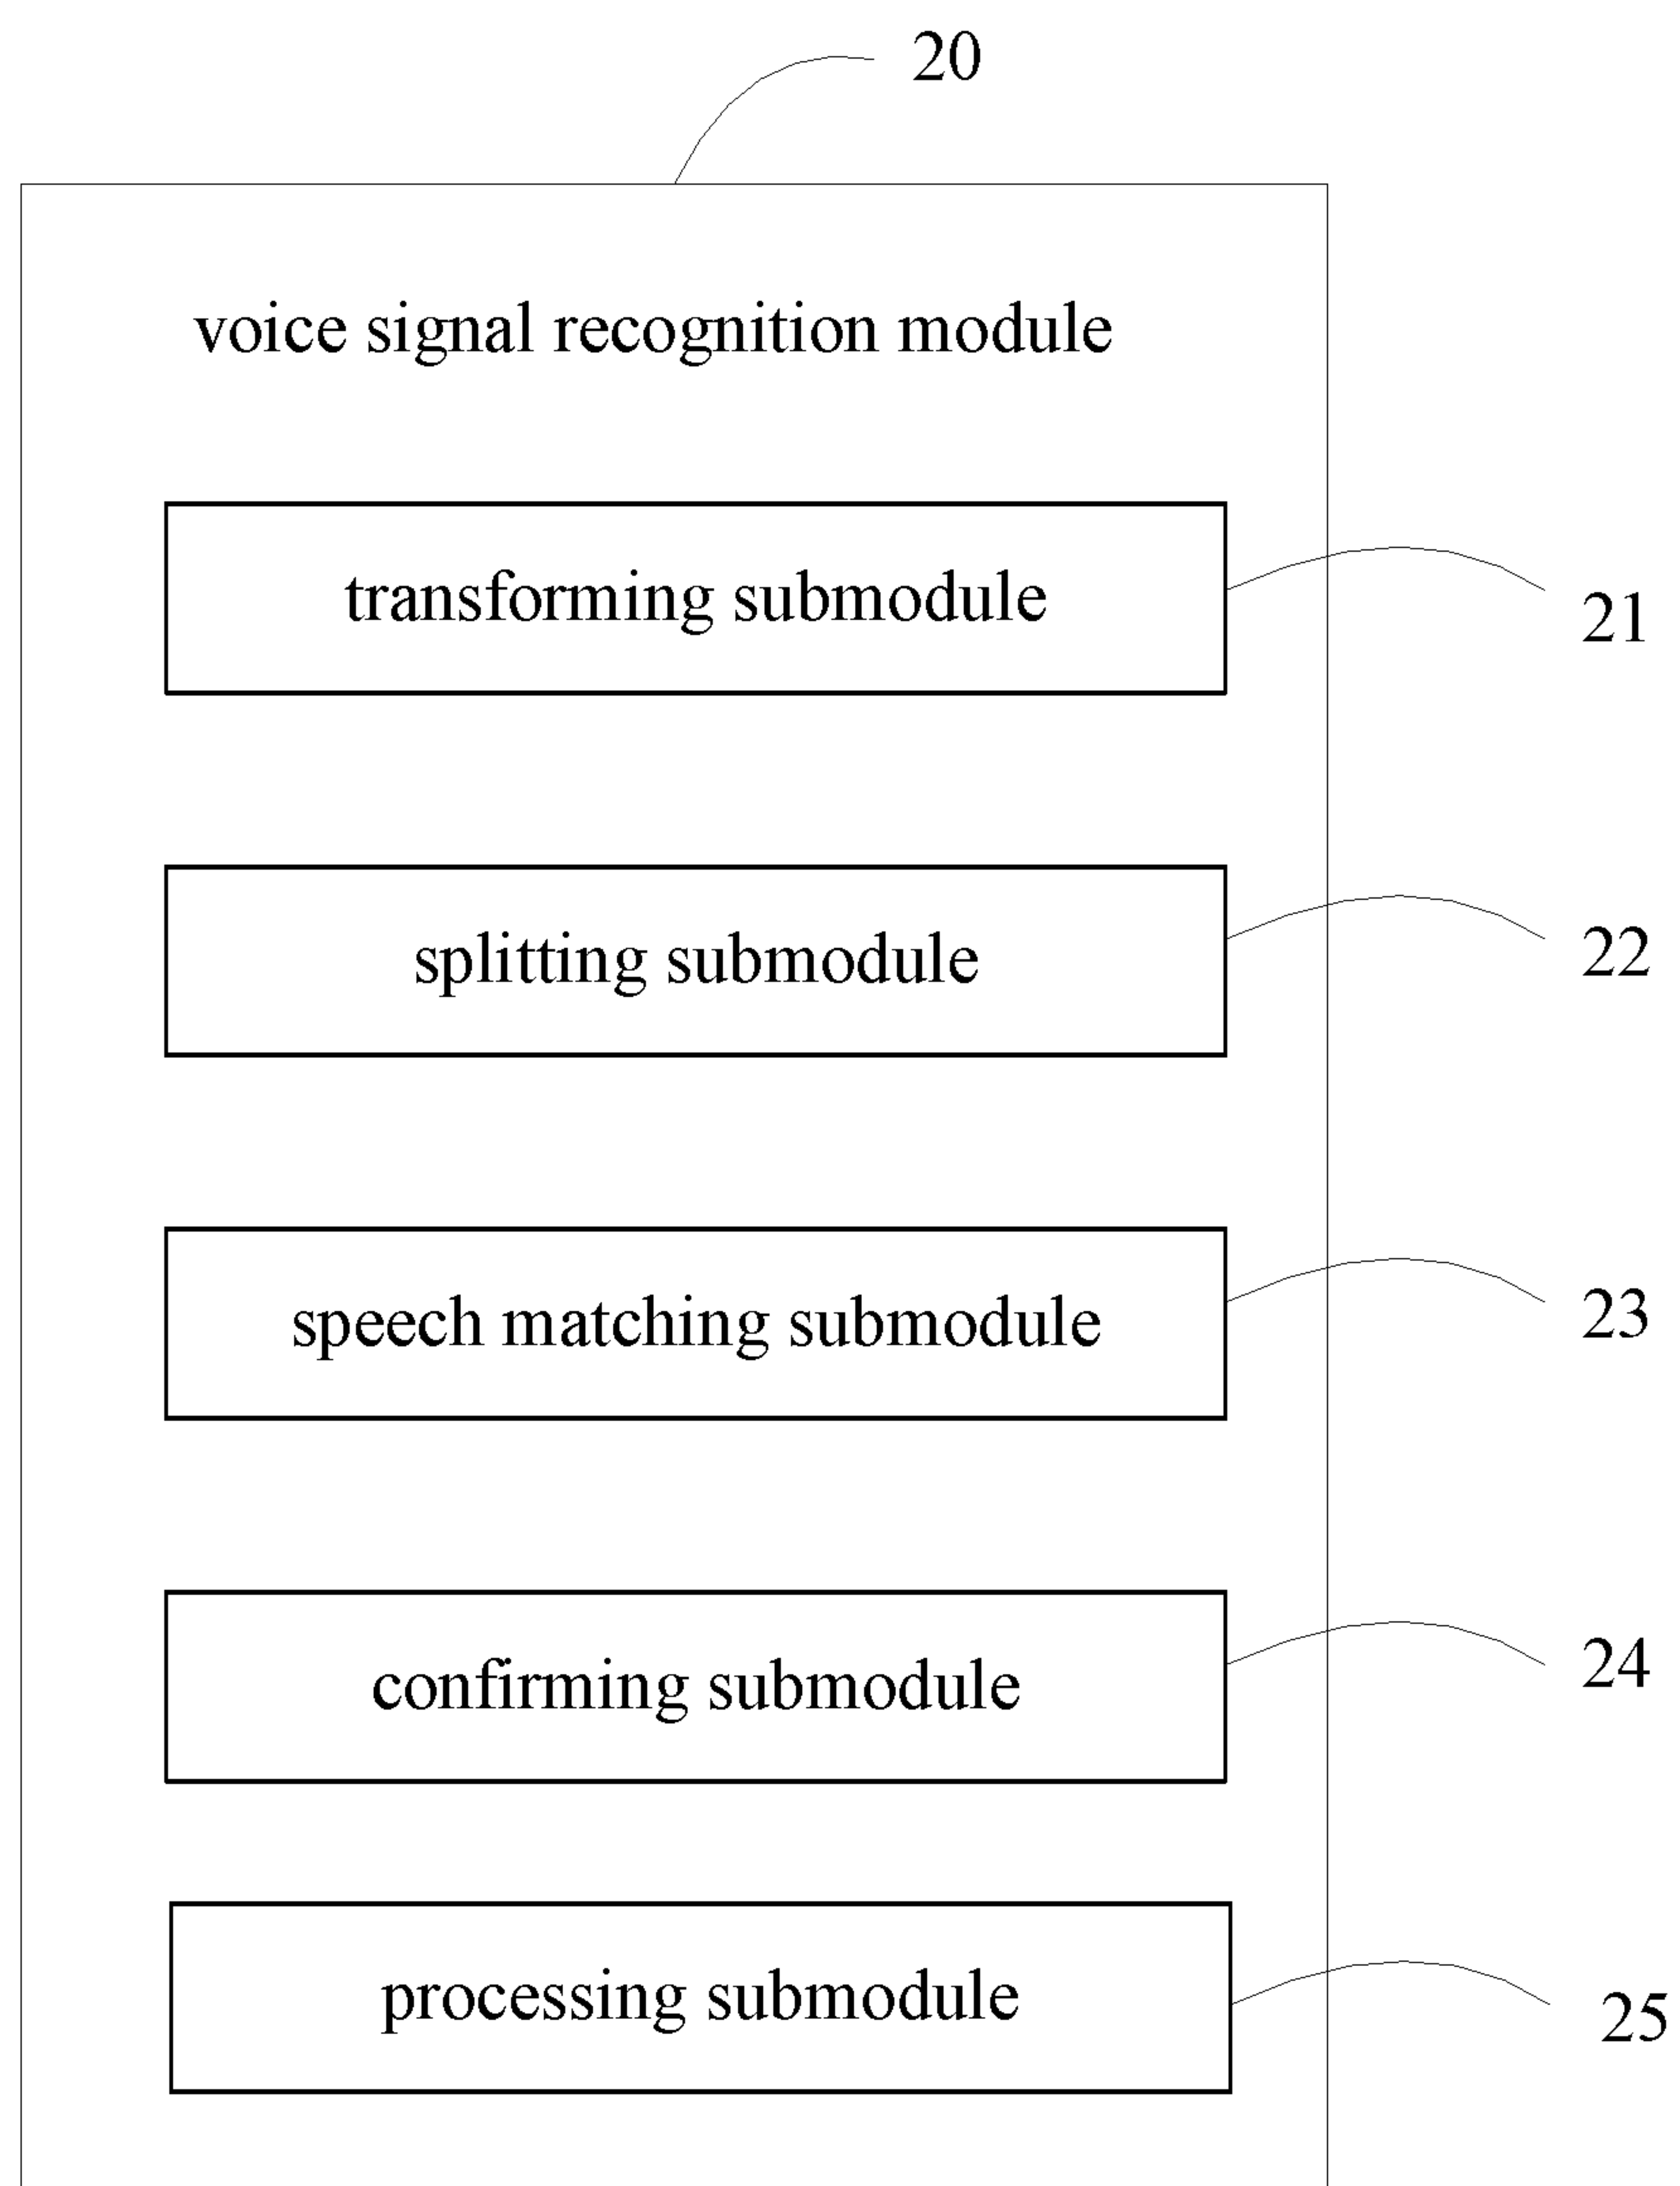 20
voice signal recognition module
transforming submodule
21
splitting submodule
22
speech matching submodule
23
confirming submodule
24
processing submodule
25